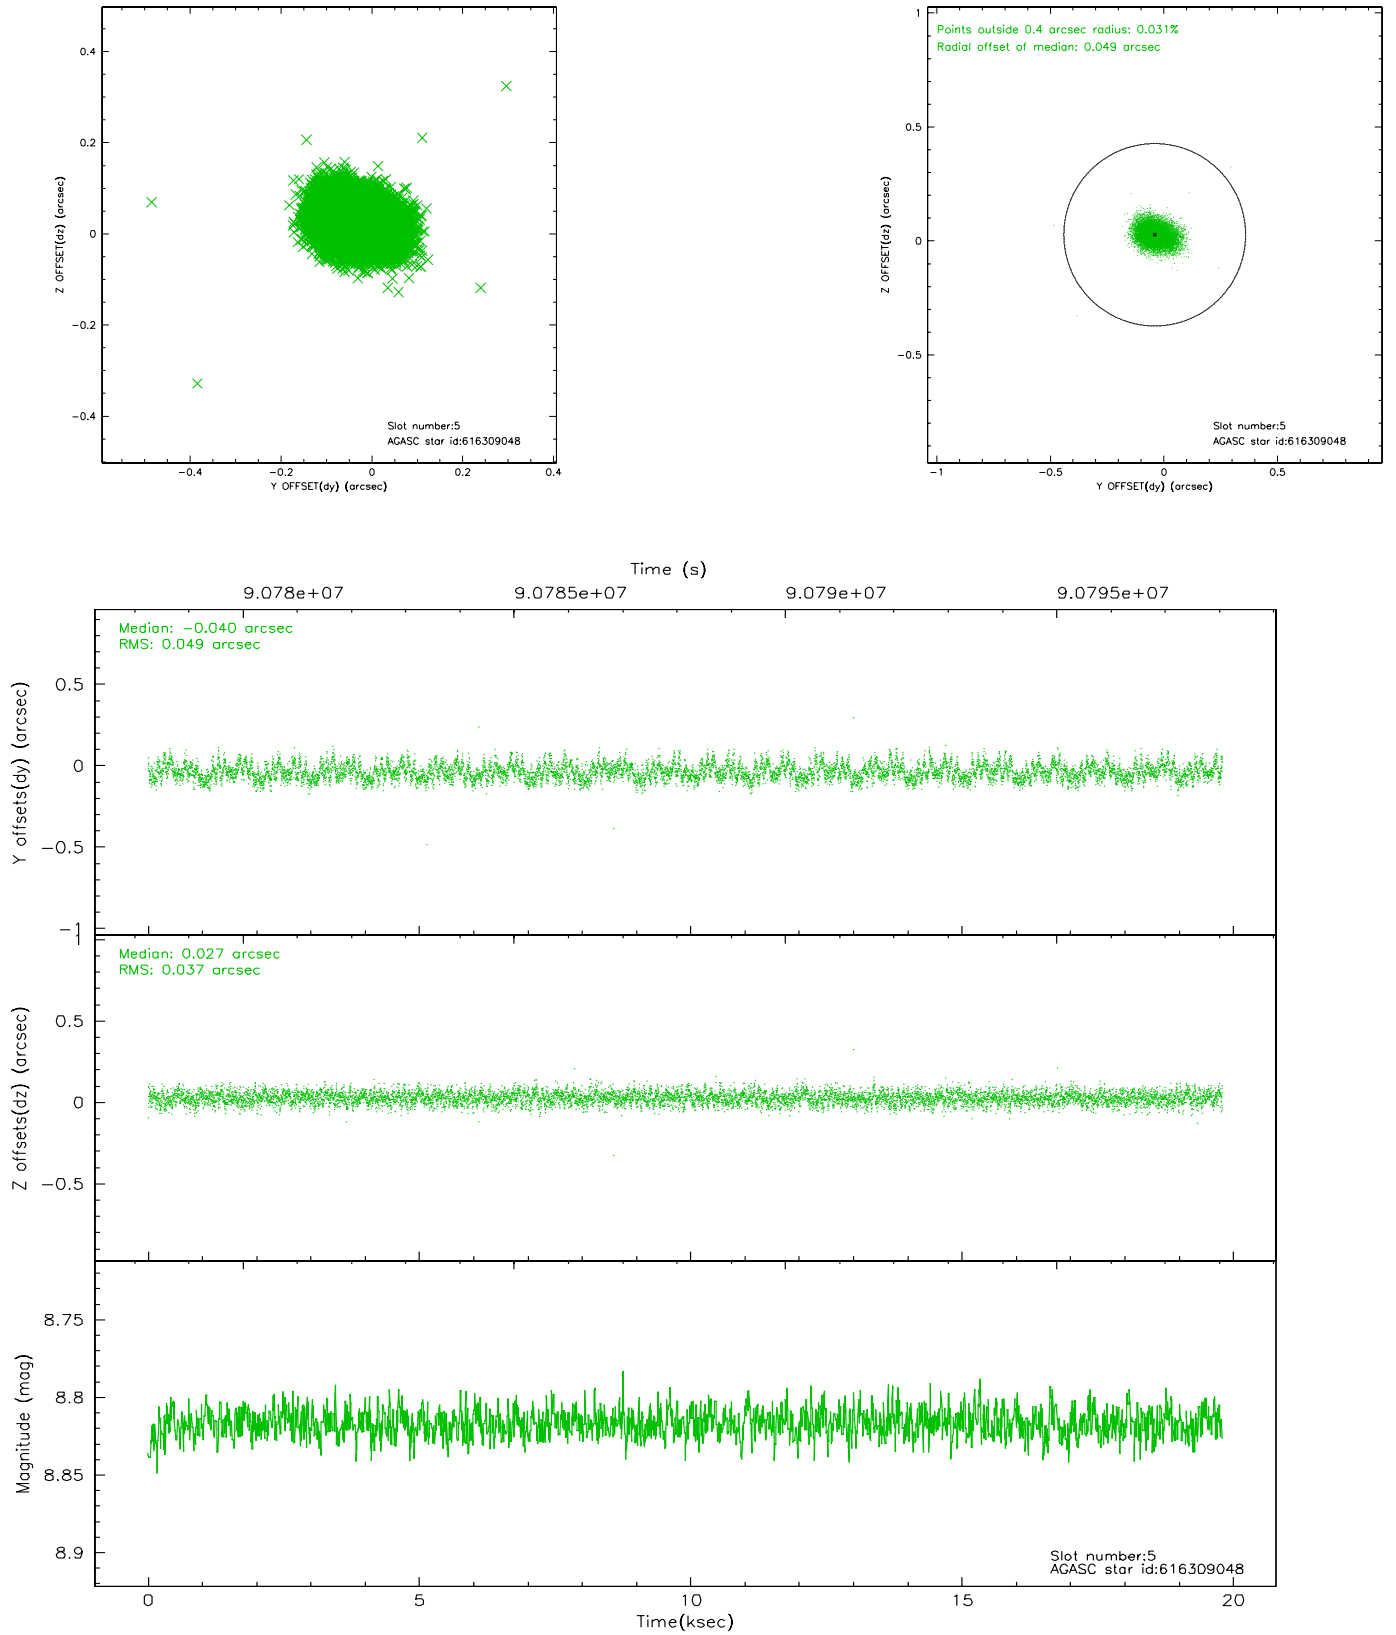 0.4
0.2
0
−0.2
−0.4
Z OFFSET(dz) (arcsec)
Slot number:5
AGASC star id:616309048
−0.4
−0.2
0
0.2
0.4
Y OFFSET(dy) (arcsec)
Points outside 0.4 arcsec radius: 0.031%
Radial offset of median: 0.049 arcsec
1
0.5
0
−0.5
Z OFFSET(dz) (arcsec)
Slot number:5
AGASC star id:616309048
−1
−0.5
0
0.5
Y OFFSET(dy) (arcsec)
Time (s)
9.078e+07
9.0785e+07
9.079e+07
9.0795e+07
Median: −0.040 arcsec
RMS: 0.049 arcsec
0.5
0
−0.5
−1
Y offsets(dy) (arcsec)
Median: 0.027 arcsec
RMS: 0.037 arcsec
1
0.5
0
−0.5
Z offsets(dz) (arcsec)
8.75
8.8
8.85
8.9
Magnitude (mag)
Slot number:5
AGASC star id:616309048
0
5
10
15
20
Time(ksec)